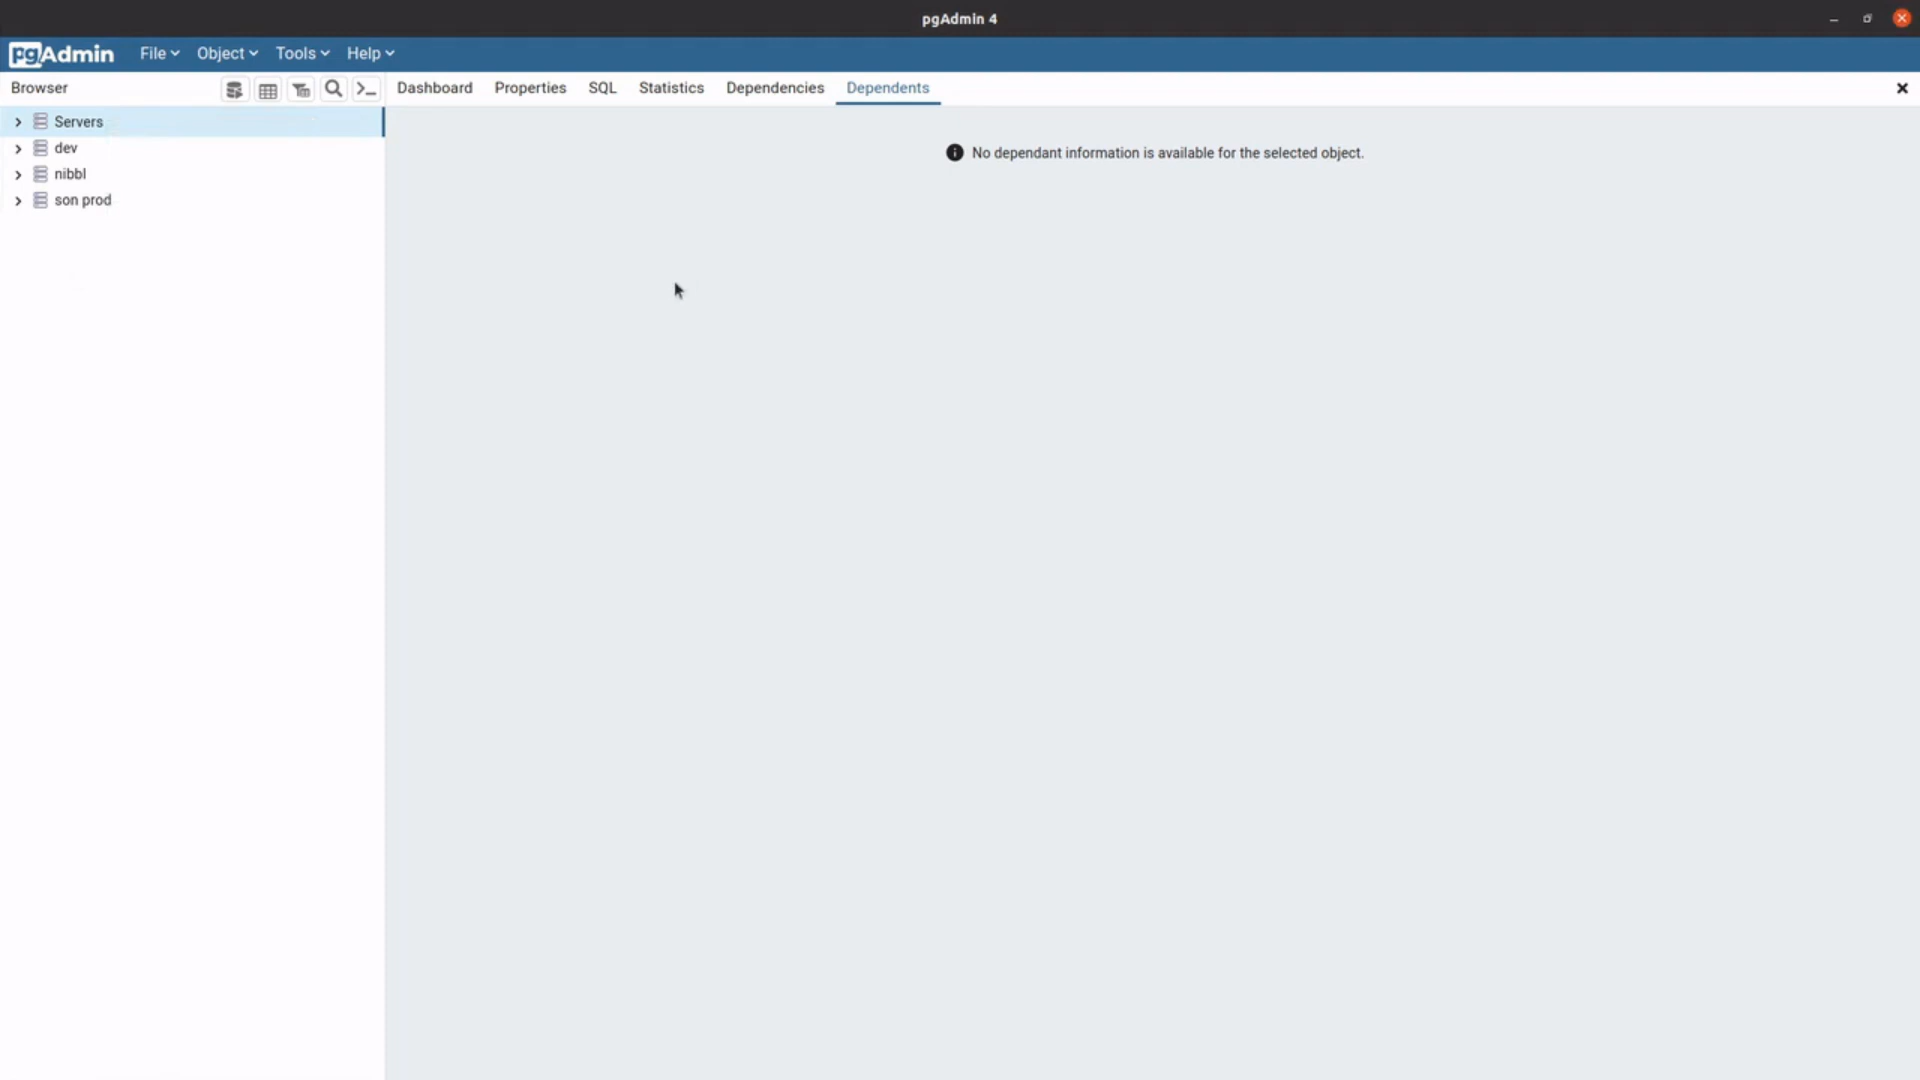 pgAdmin 4
pgAdmin File Object Tools Help
Browser Dashboard Properties SQL Statistics Dependencies Dependents
Servers
dev
nibbl
son prod
No dependant information is available for the selected object.